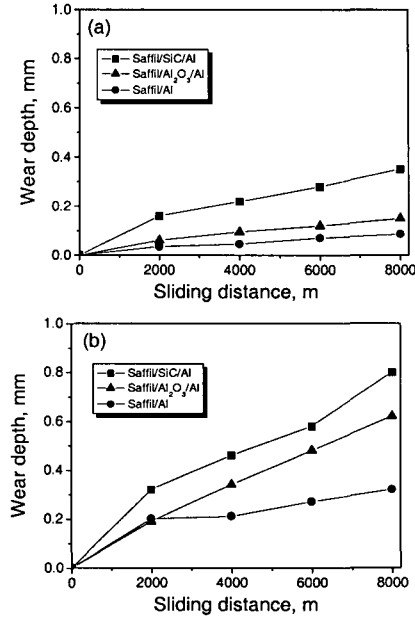 (a)
1.0
0.8
0.6
0.4
0.2
0.0
Wear depth, mm
Saffil/SiC/Al
Saffil/Al₂O₃/Al
Saffil/Al
0
2000
4000
6000
8000
Sliding distance, m
(b)
1.0
0.8
0.6
0.4
0.2
0.0
Wear depth, mm
Saffil/SiC/Al
Saffil/Al₂O₃/Al
Saffil/Al
0
2000
4000
6000
8000
Sliding distance, m